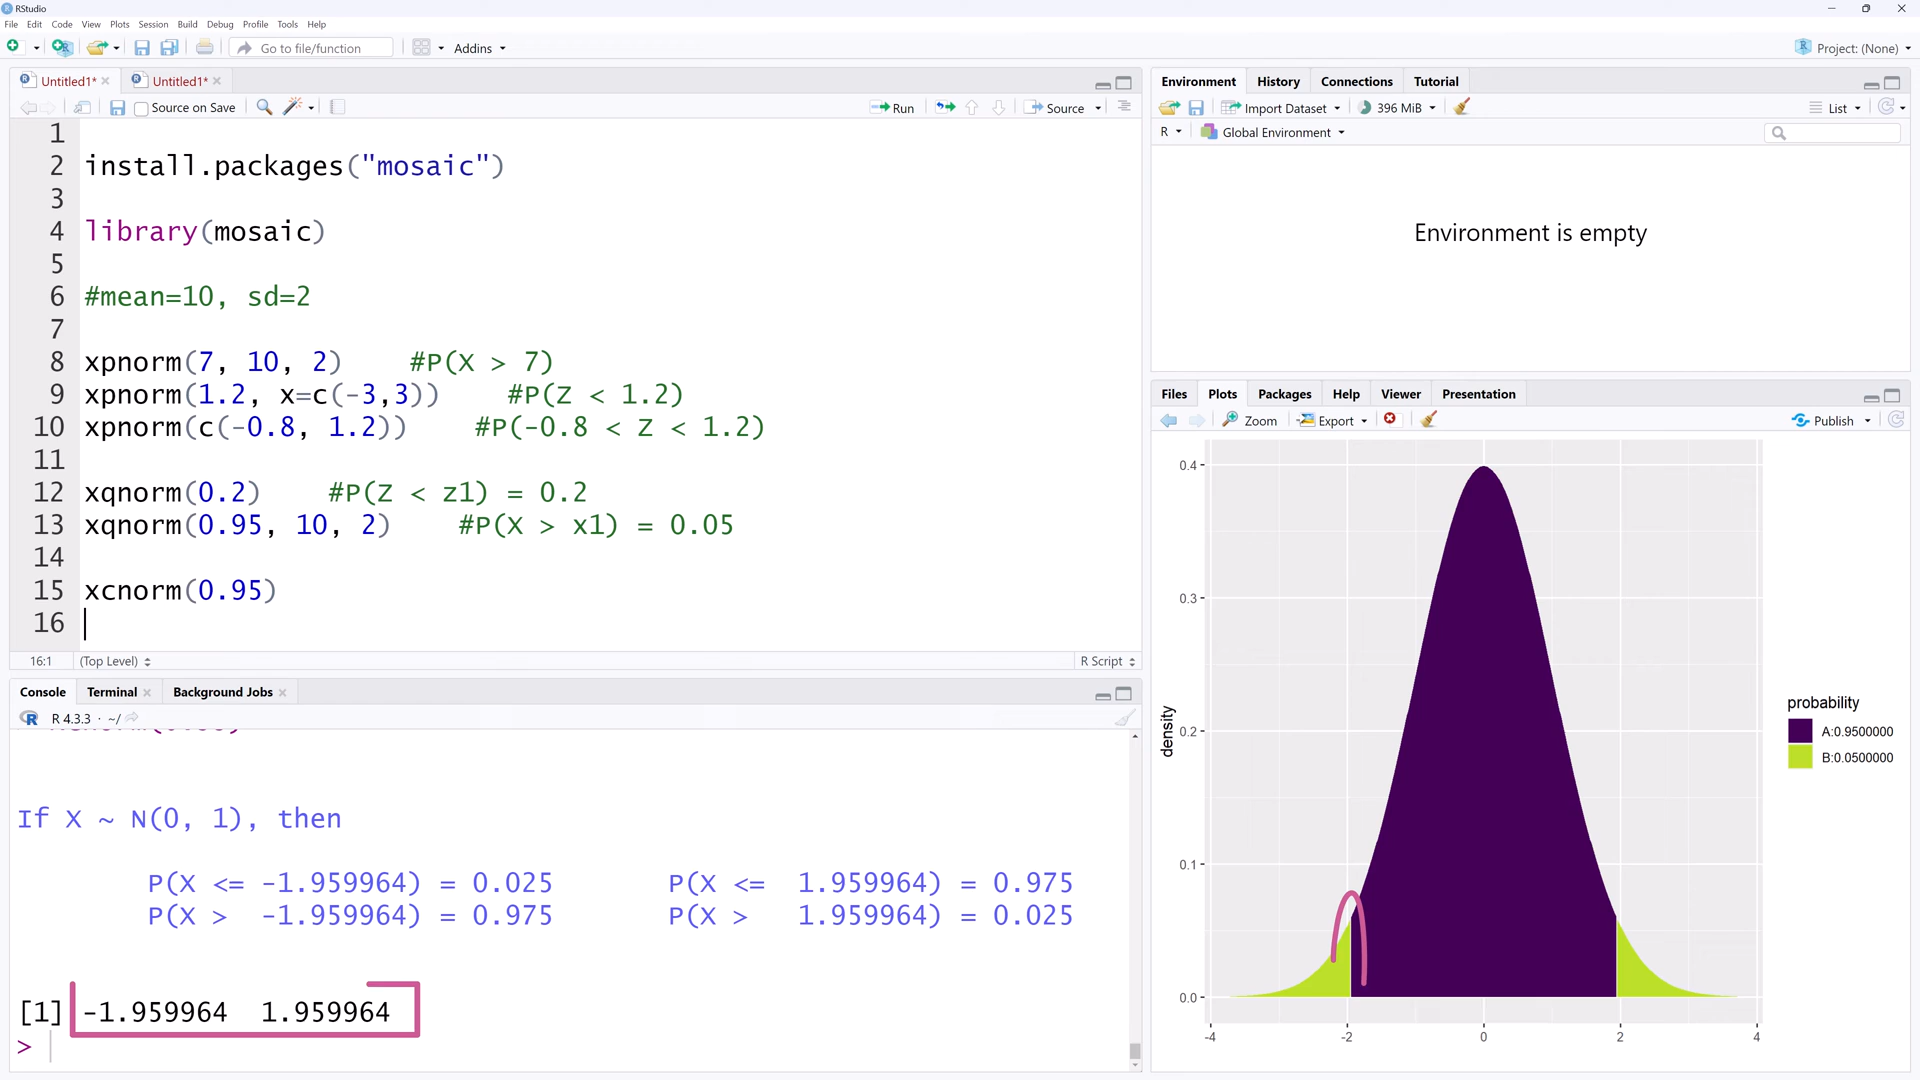 RStudio
File Edit Code View Plots Session Build Debug Profile Tools Help
Go to file/function Addins Project: (None)
Untitled1* Untitled1*
Source on Save Run Source
1
2 install.packages("mosaic")
3
4 library(mosaic)
5
6 #mean=10, sd=2
7
8 xpnorm(7, 10, 2) #P(X > 7)
9 xpnorm(1.2, x=c(-3,3)) #P(Z < 1.2)
10 xpnorm(c(-0.8, 1.2)) #P(-0.8 < Z < 1.2)
11
12 xqnorm(0.2) #P(Z < z1) = 0.2
13 xqnorm(0.95, 10, 2) #P(X > x1) = 0.05
14
15 xcnorm(0.95)
16
16:1 (Top Level) R Script
Console Terminal Background Jobs
R 4.3.3 · ~/
If X ~ N(0, 1), then
P(X <= -1.959964) = 0.025 P(X <= 1.959964) = 0.975
P(X > -1.959964) = 0.975 P(X > 1.959964) = 0.025
[1] -1.959964 1.959964
>
Environment History Connections Tutorial
Import Dataset 396 MiB List
R Global Environment
Environment is empty
Files Plots Packages Help Viewer Presentation
Zoom Export Publish
0.4
0.3
0.2
0.1
0.0
density
-4 -2 0 2 4
probability
A:0.9500000
B:0.0500000